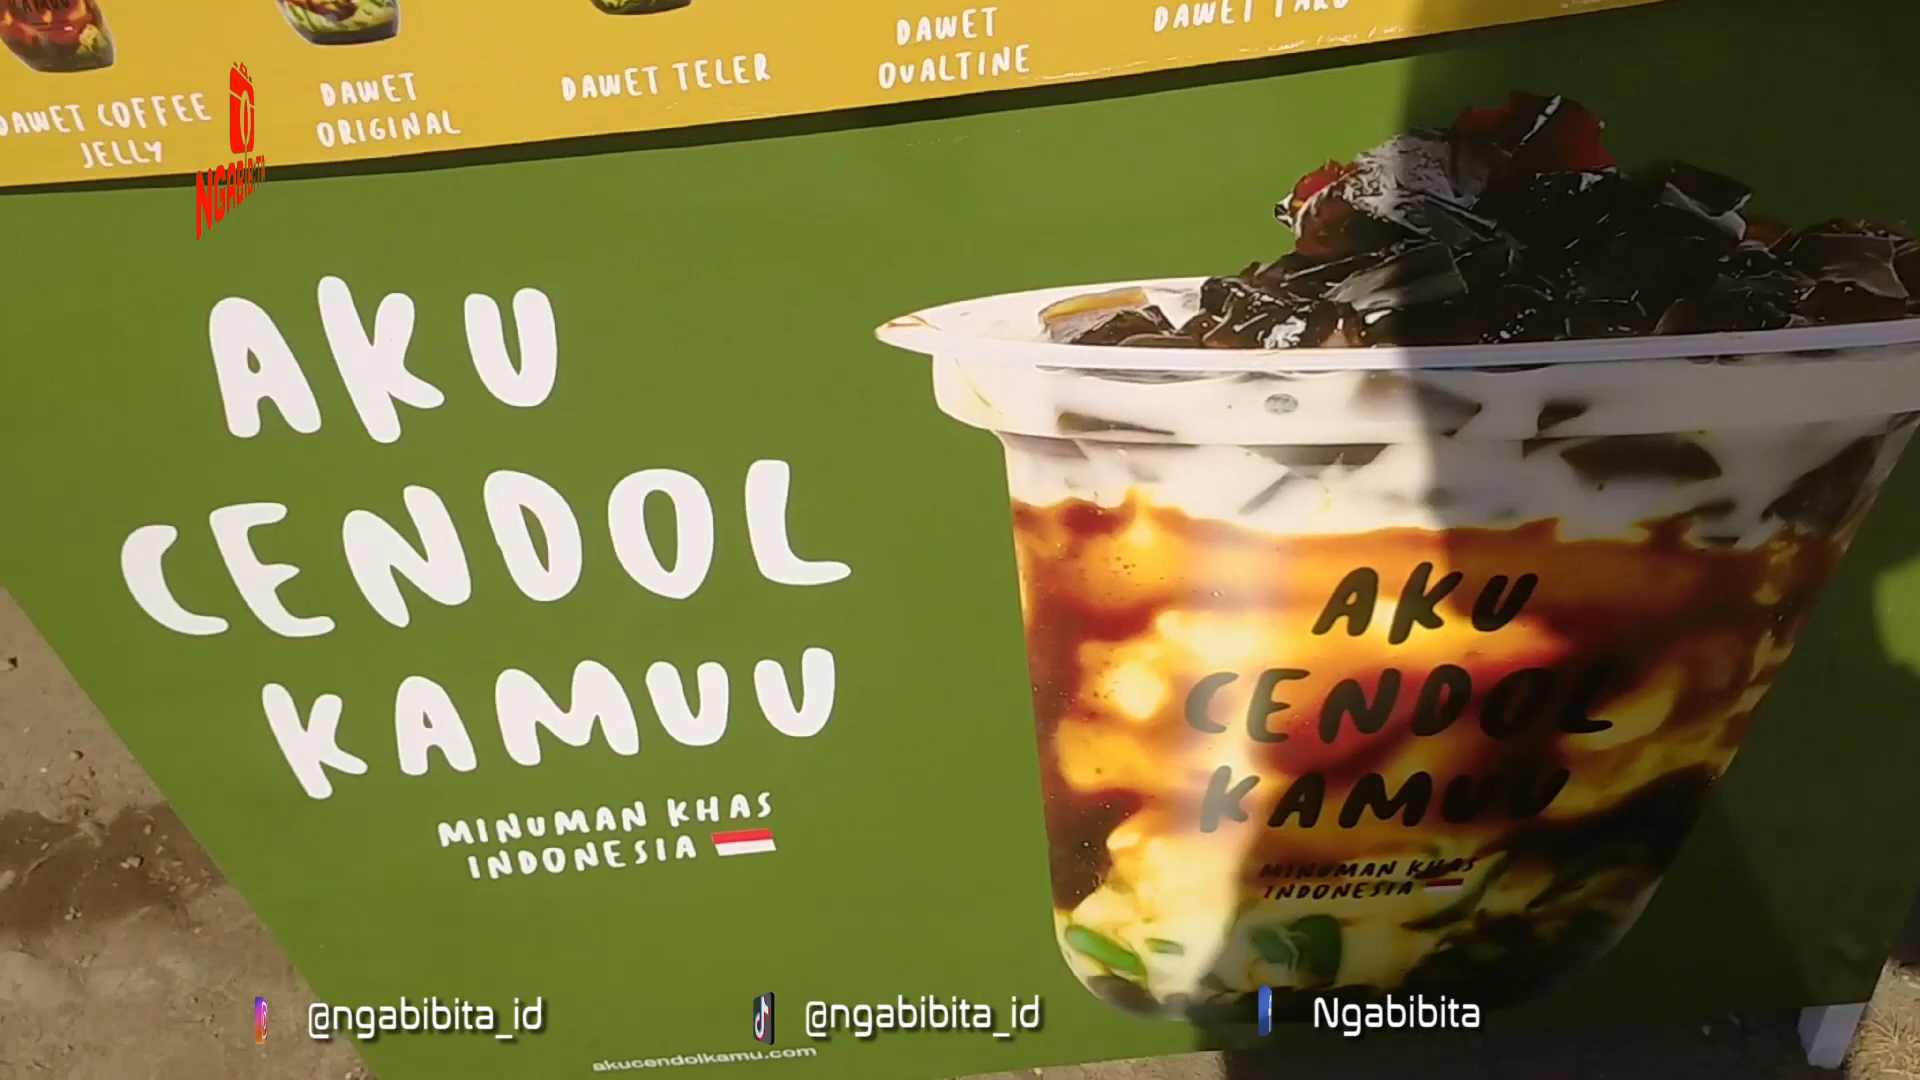 DAWET COFFEE
JELLY
DAWET
ORIGINAL
DAWET TELER
DAWET
OVALTINE
DAWET TARO
NGABIBITA
AKU
CENDOL
KAMUU
MINUMAN KHAS
INDONESIA
AKU
CENDOL
KAMUU
MINUMAN KHAS
INDONESIA
@ngabibita_id
@ngabibita_id
Ngabibita
akucendolkamu.com